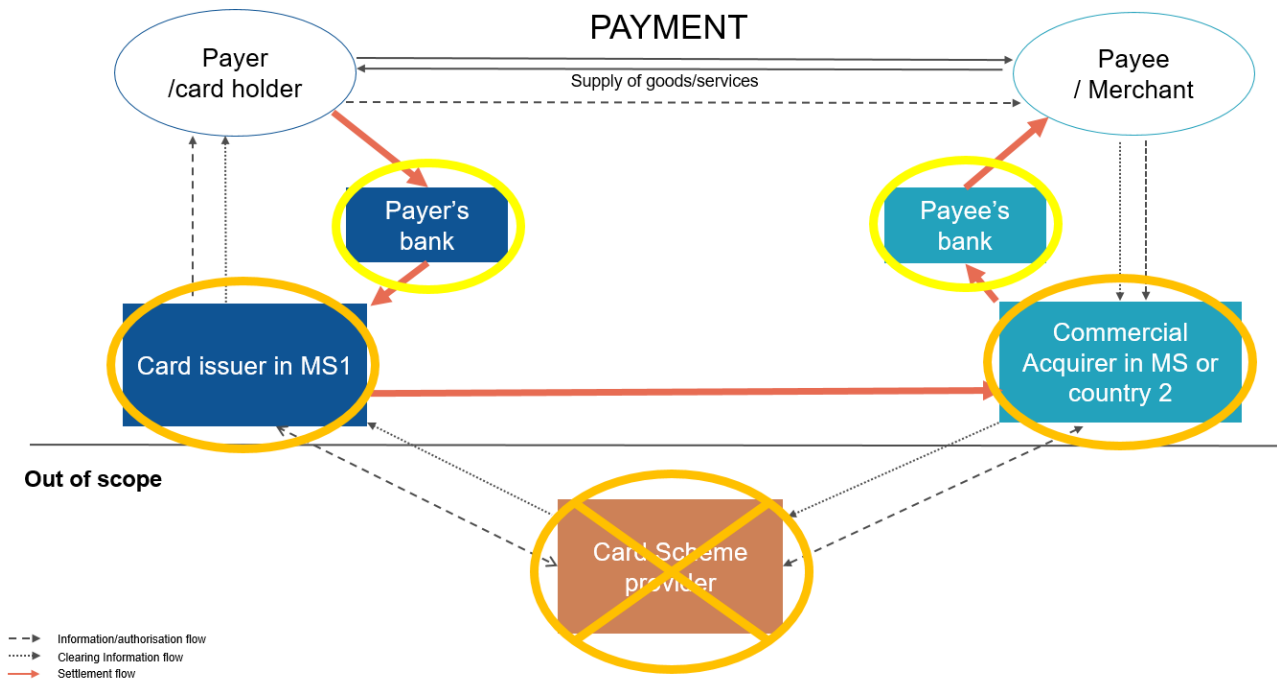 PAYMENT
Payer
/card holder
Supply of goods/services
Payee
/ Merchant
Payer’s
bank
Payee’s
bank
Card issuer in MS1
Commercial
Acquirer in MS or
country 2
Out of scope
Card Scheme
provider
Information/authorisation flow
Clearing Information flow
Settlement flow